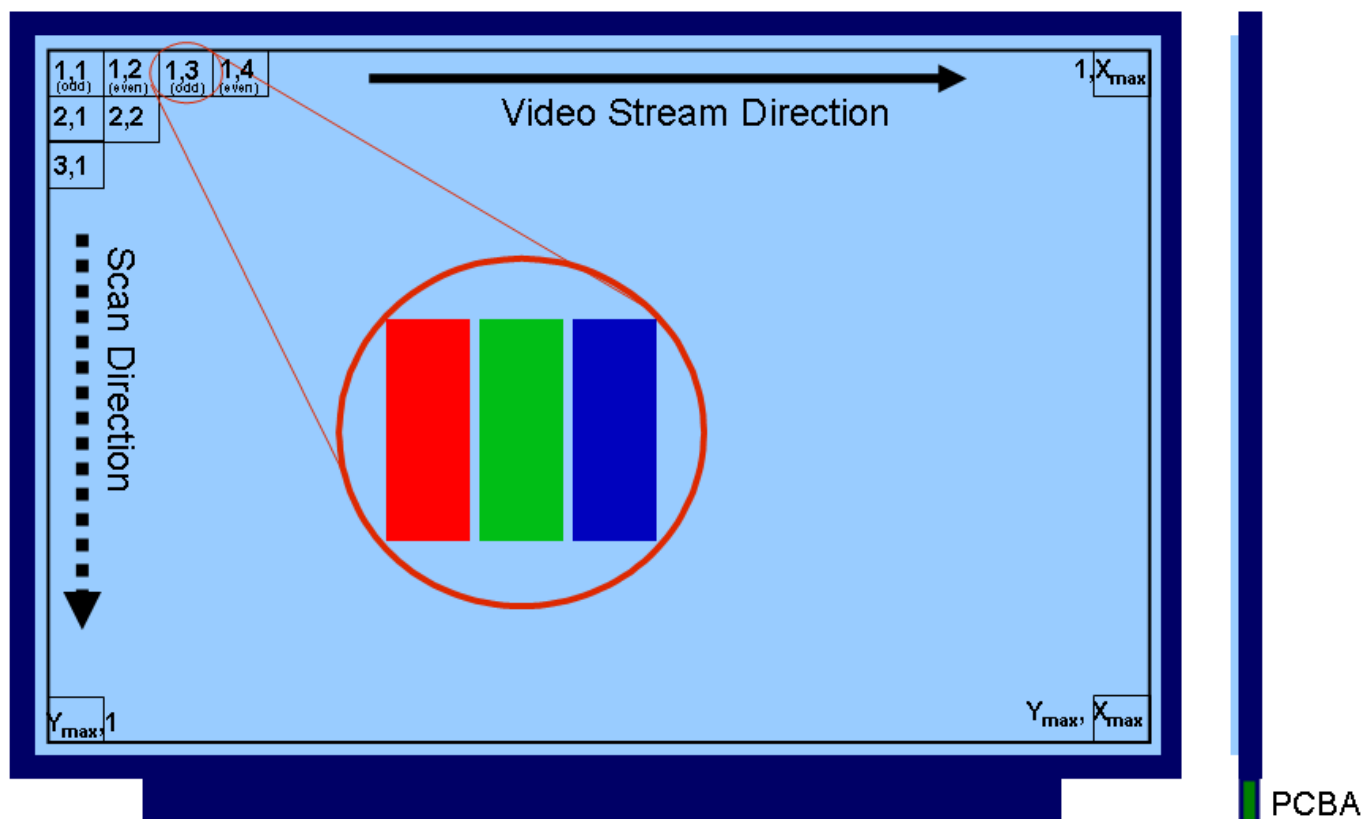 1,1 1,2 1,3 1,4 1,Xmax
(odd) (even) (odd) (even)
Video Stream Direction
2,1 2,2
3,1
Scan Direction
Ymax,1 Ymax, Xmax
PCBA